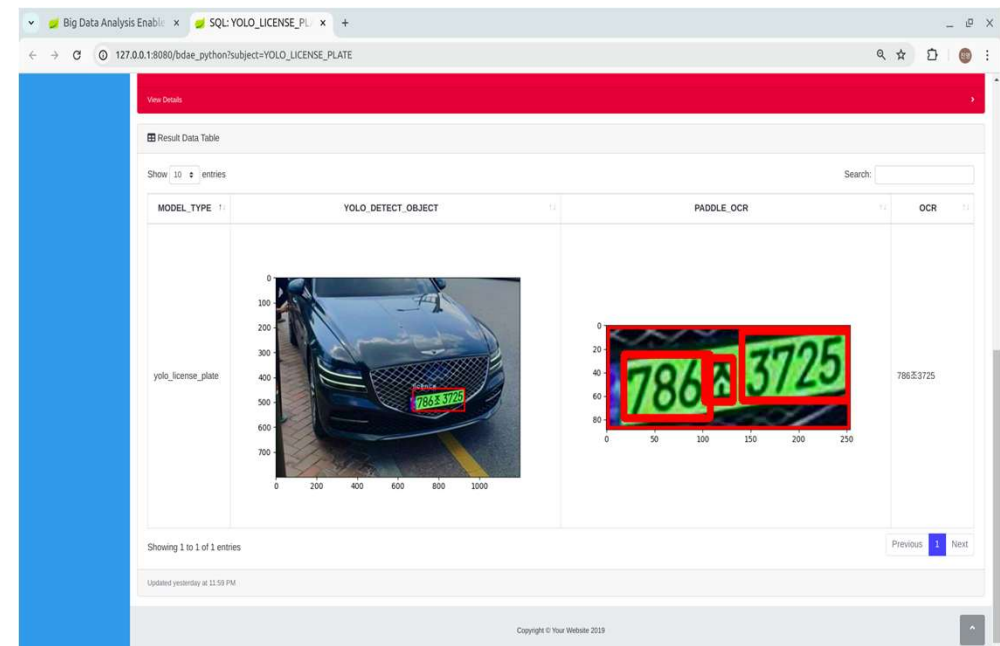 Big Data Analysis Enable
SQL: YOLO_LICENSE_PL
127.0.0.1:8080/bdae_python?subject=YOLO_LICENSE_PLATE
View Details
Result Data Table
Show 10 entries
Search:
MODEL_TYPE YOLO_DETECT_OBJECT PADDLE_OCR OCR
yolo_license_plate
0
100
200
300
400
500
600
700
0 200 400 600 800 1000
licence
786조 3725
0
20
40
60
80
0 50 100 150 200 250
786 조 3725
786조3725
Showing 1 to 1 of 1 entries
Previous 1 Next
Updated yesterday at 11:59 PM
Copyright © Your Website 2019